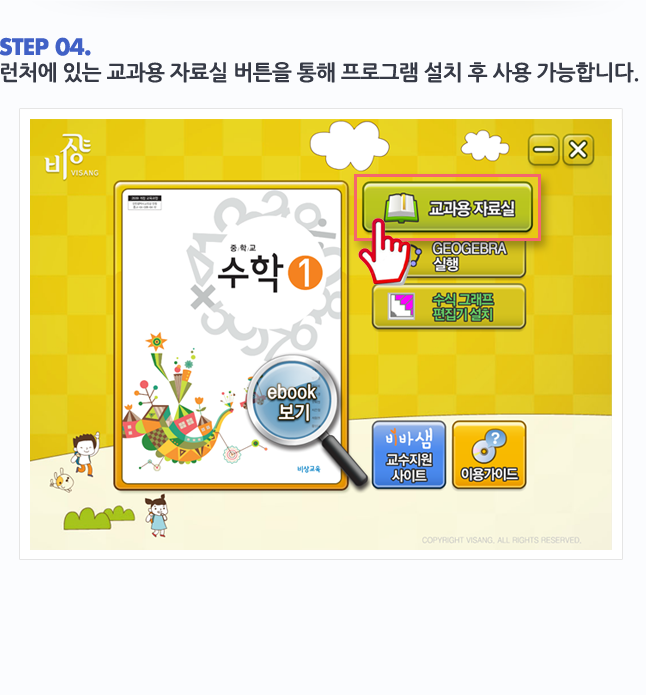 STEP 04.
런처에 있는 교과용 자료실 버튼을 통해 프로그램 설치 후 사용 가능합니다.
비상
VISANG
교과용 자료실
GEOGEBRA
실행
수식 그래프
편집기 설치
중·학·교
수학 1
ebook
보기
비상교육
비바샘
교수지원
사이트
이용가이드
COPYRIGHT VISANG, ALL RIGHTS RESERVED.